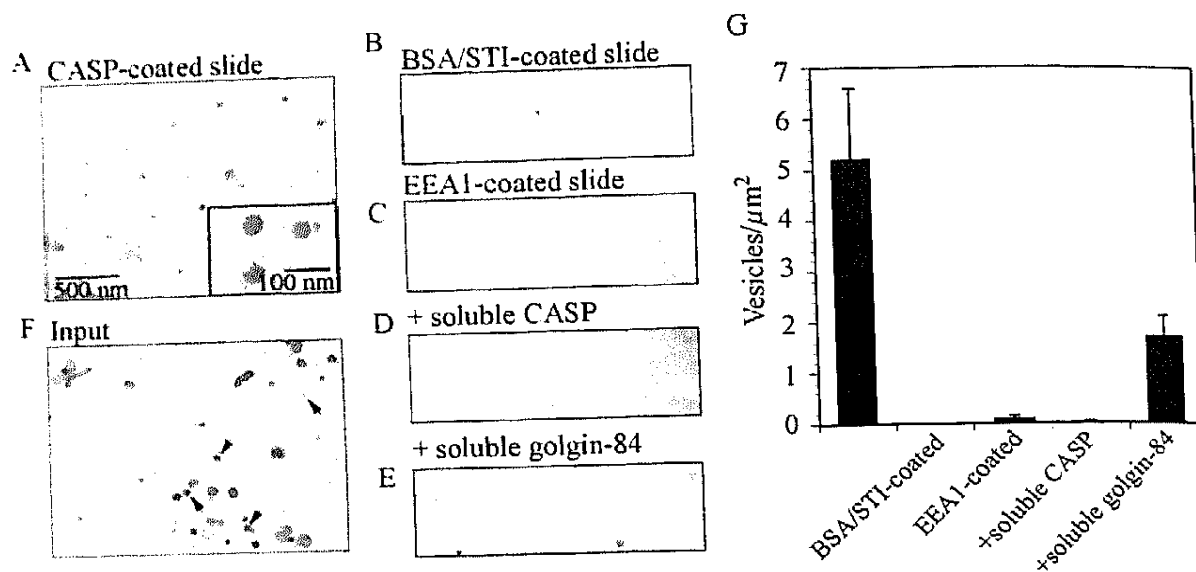 A CASP-coated slide
500 nm
100 nm
F Input
B
BSA/STI-coated slide
EEA1-coated slide
C
+ soluble CASP
D
+ soluble golgin-84
E
G
Vesicles/μm²
7
6
5
4
3
2
1
0
BSA/STI-coated
EEA1-coated
+soluble CASP
+soluble golgin-84